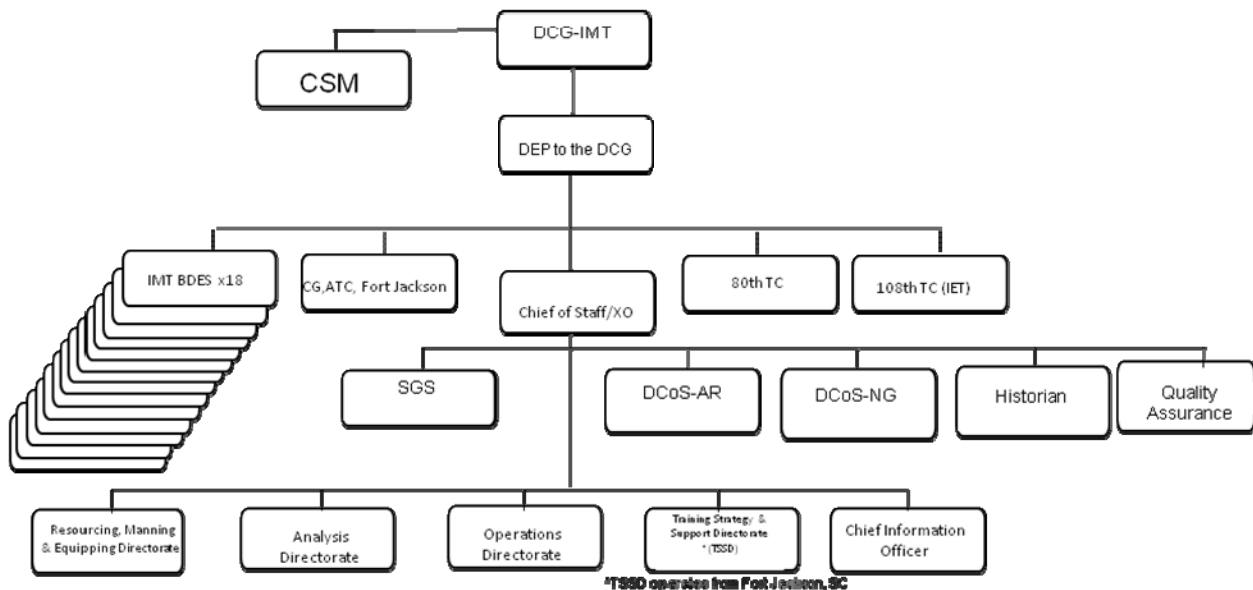 DCG-IMT
CSM
DEP to the DCG
IMT BDES x18
CG,ATC, Fort Jackson
Chief of Staff/XO
80th TC
108th TC (IET)
SGS
DCoS-AR
DCoS-NG
Historian
Quality
Assurance
Resourcing, Manning
& Equipping Directorate
Analysis
Directorate
Operations
Directorate
Training Strategy &
Support Directorate
*(TSSD)
Chief Information
Officer
*TSSD operates from Fort Jackson, SC